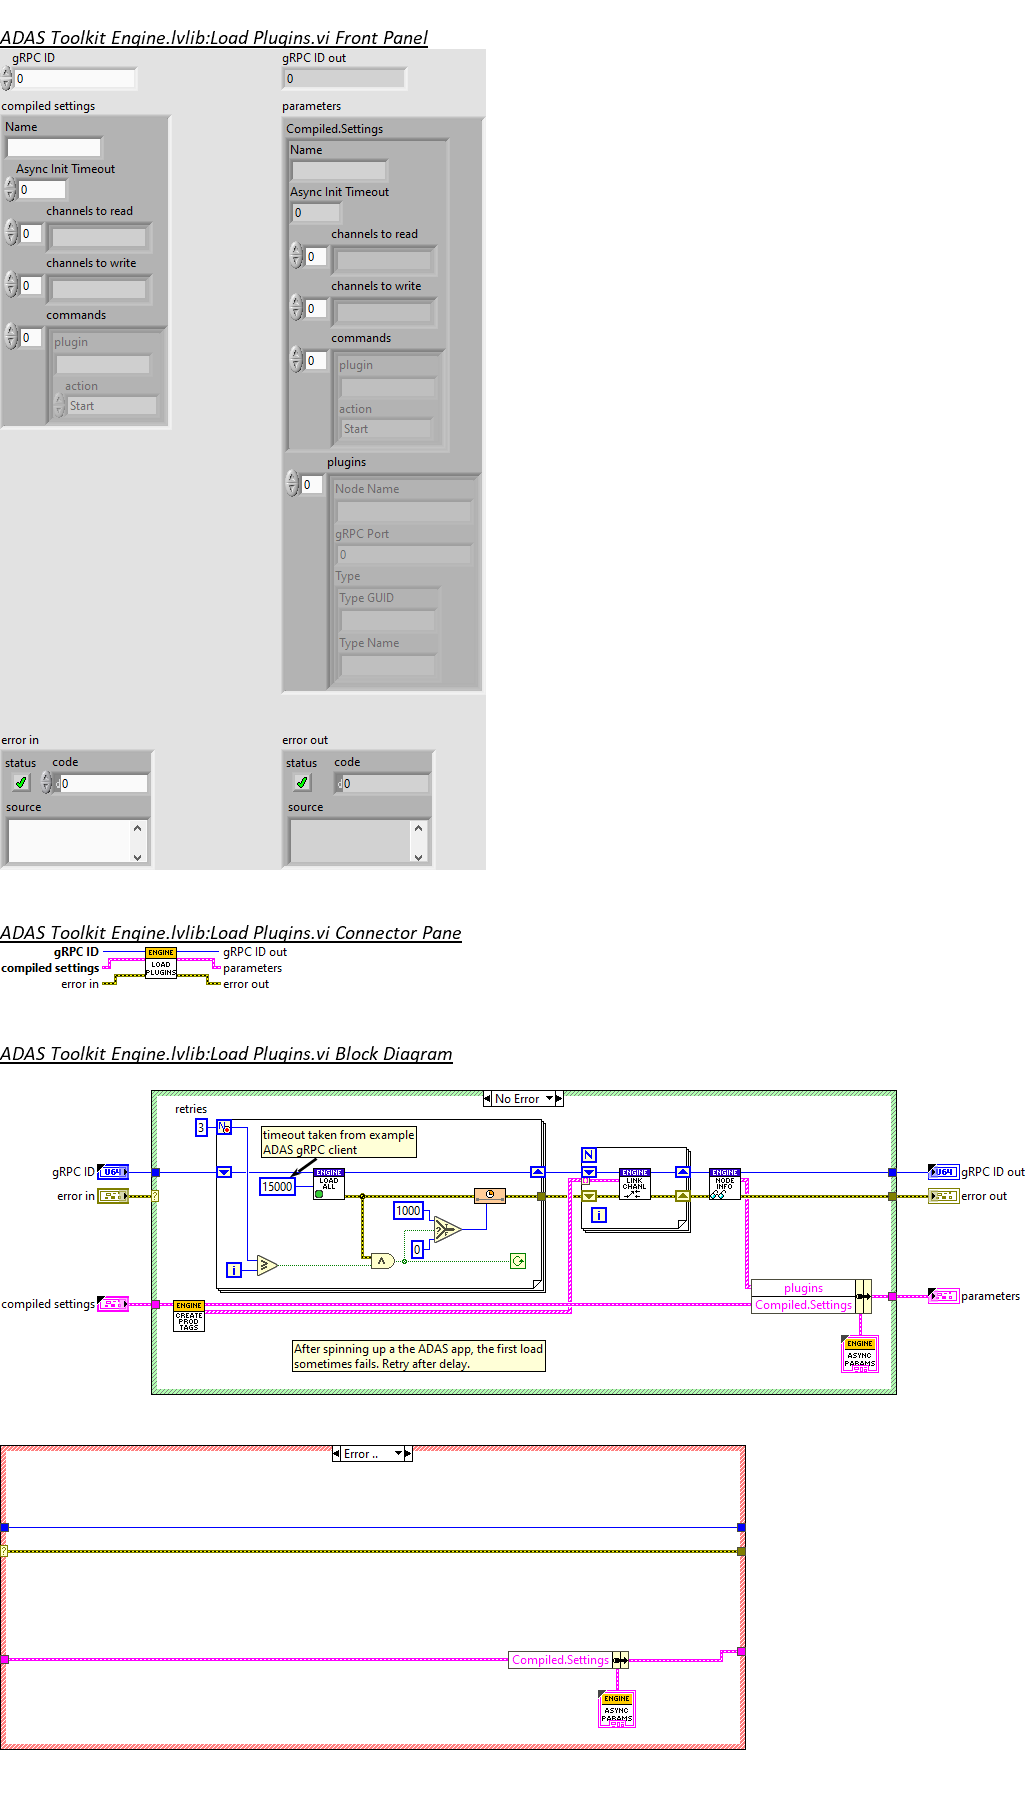 ADAS Toolkit Engine.lvlib:Load Plugins.vi Front Panel
gRPC ID
0
compiled settings
Name
Async Init Timeout
0
channels to read
0
channels to write
0
commands
0
plugin
action
Start
gRPC ID out
0
parameters
Compiled.Settings
Name
Async Init Timeout
0
channels to read
0
channels to write
0
commands
0
plugin
action
Start
plugins
0
Node Name
gRPC Port
0
Type
Type GUID
Type Name
error in
status code
0
source
error out
status code
0
source
ADAS Toolkit Engine.lvlib:Load Plugins.vi Connector Pane
gRPC ID
compiled settings
error in
ENGINE
LOAD
PLUGINS
gRPC ID out
parameters
error out
ADAS Toolkit Engine.lvlib:Load Plugins.vi Block Diagram
No Error
retries
3
N
timeout taken from example
ADAS gRPC client
15000
ENGINE
LOAD
ALL
gRPC ID
U64
error in
?
1000
0
i
N
ENGINE
LINK
CHANL
i
ENGINE
NODE
INFO
U64
gRPC ID out
error out
compiled settings
ENGINE
CREATE
PROD
TAGS
plugins
Compiled.Settings
parameters
After spinning up a the ADAS app, the first load
sometimes fails. Retry after delay.
ENGINE
ASYNC
PARAMS
Error ..
?
Compiled.Settings
ENGINE
ASYNC
PARAMS